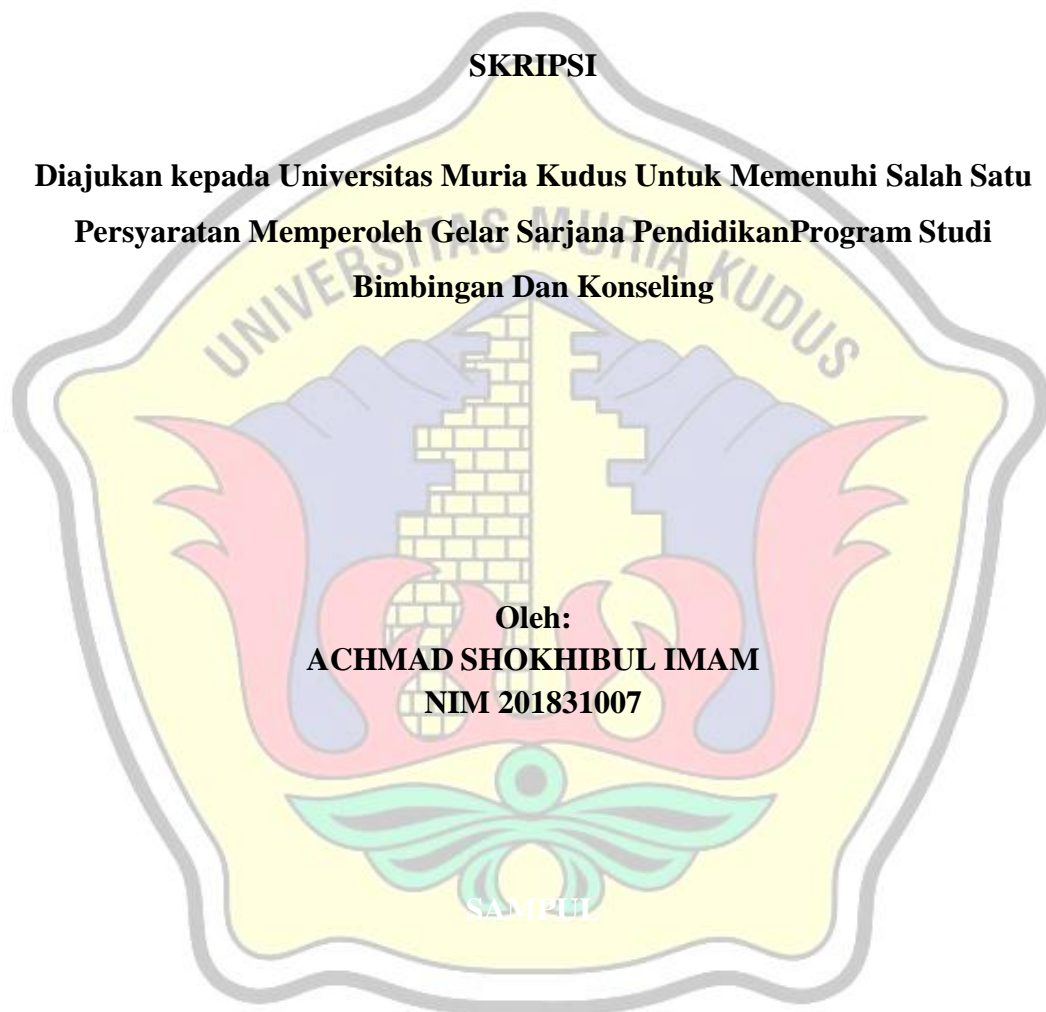 SKRIPSI
Diajukan kepada Universitas Muria Kudus Untuk Memenuhi Salah Satu
Persyaratan Memperoleh Gelar Sarjana PendidikanProgram Studi
Bimbingan Dan Konseling
UNIVERSITAS MURIA KUDUS
Oleh:
ACHMAD SHOKHIBUL IMAM
NIM 201831007
SAMPUL